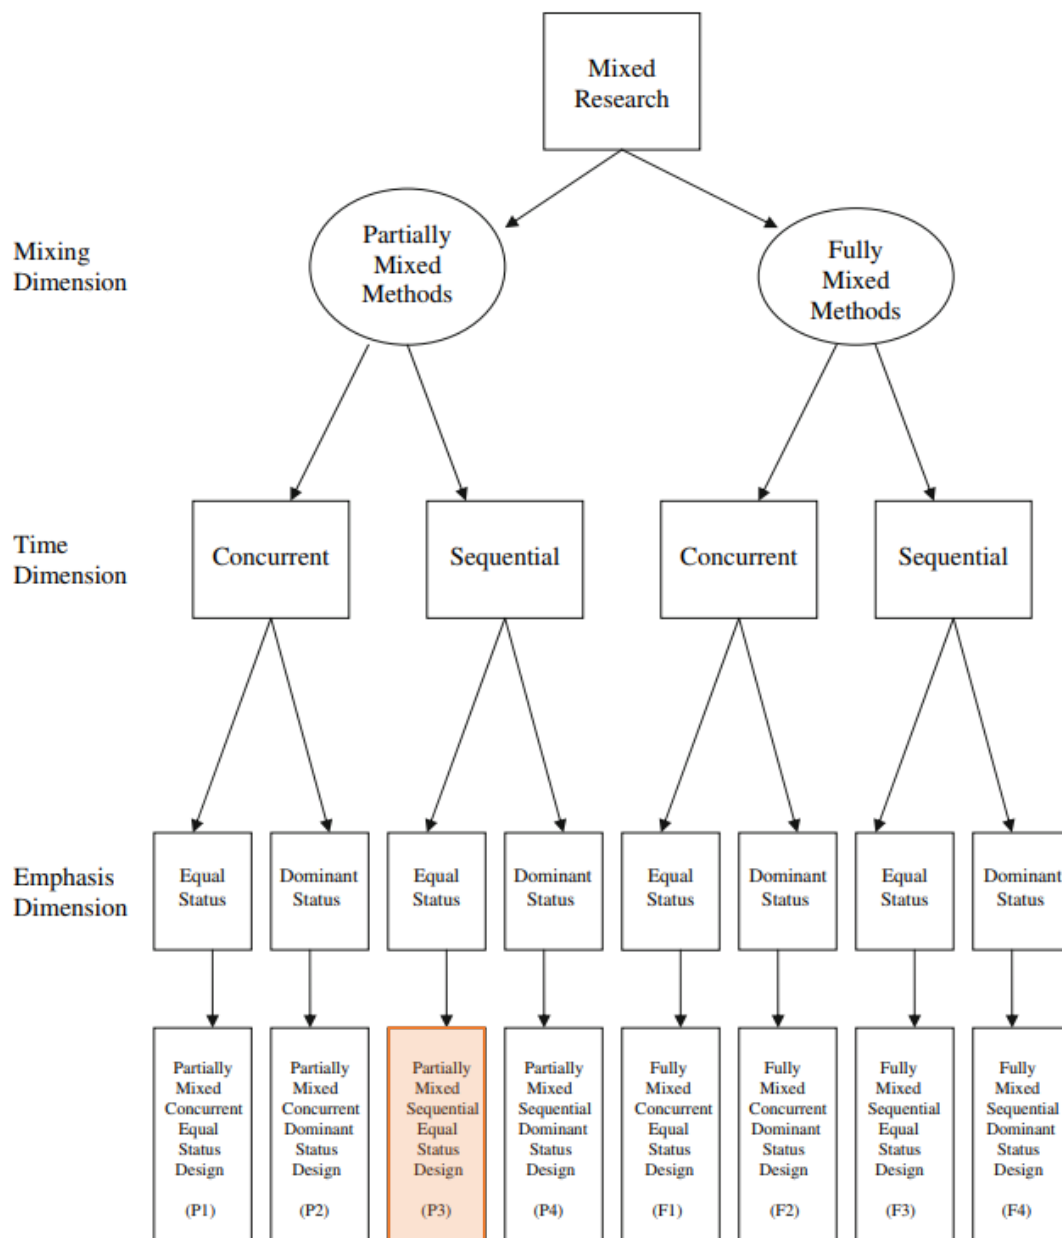 Mixed
Research
Mixing
Dimension
Partially
Mixed
Methods
Fully
Mixed
Methods
Time
Dimension
Concurrent
Sequential
Concurrent
Sequential
Emphasis
Dimension
Equal
Status
Dominant
Status
Equal
Status
Dominant
Status
Equal
Status
Dominant
Status
Equal
Status
Dominant
Status
Partially
Mixed
Concurrent
Equal
Status
Design
(P1)
Partially
Mixed
Concurrent
Dominant
Status
Design
(P2)
Partially
Mixed
Sequential
Equal
Status
Design
(P3)
Partially
Mixed
Sequential
Dominant
Status
Design
(P4)
Fully
Mixed
Concurrent
Equal
Status
Design
(F1)
Fully
Mixed
Concurrent
Dominant
Status
Design
(F2)
Fully
Mixed
Sequential
Equal
Status
Design
(F3)
Fully
Mixed
Sequential
Dominant
Status
Design
(F4)